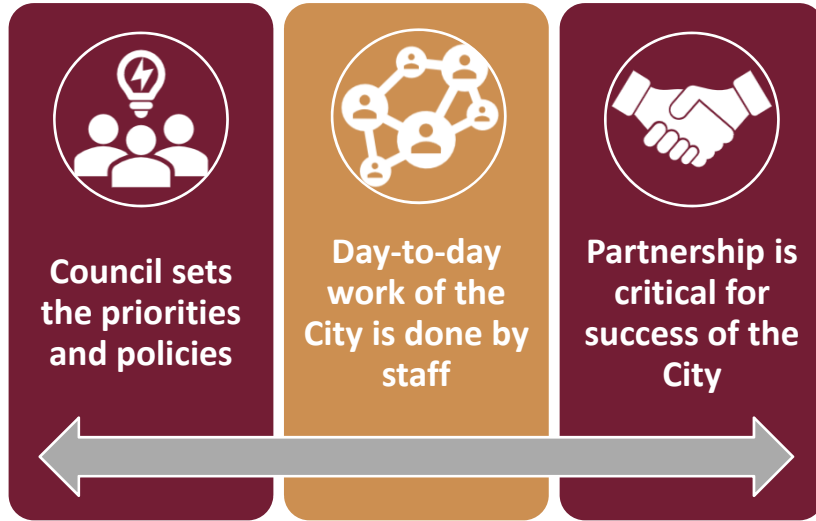 Council sets
the priorities
and policies
Day-to-day
work of the
City is done by
staff
Partnership is
critical for
success of the
City